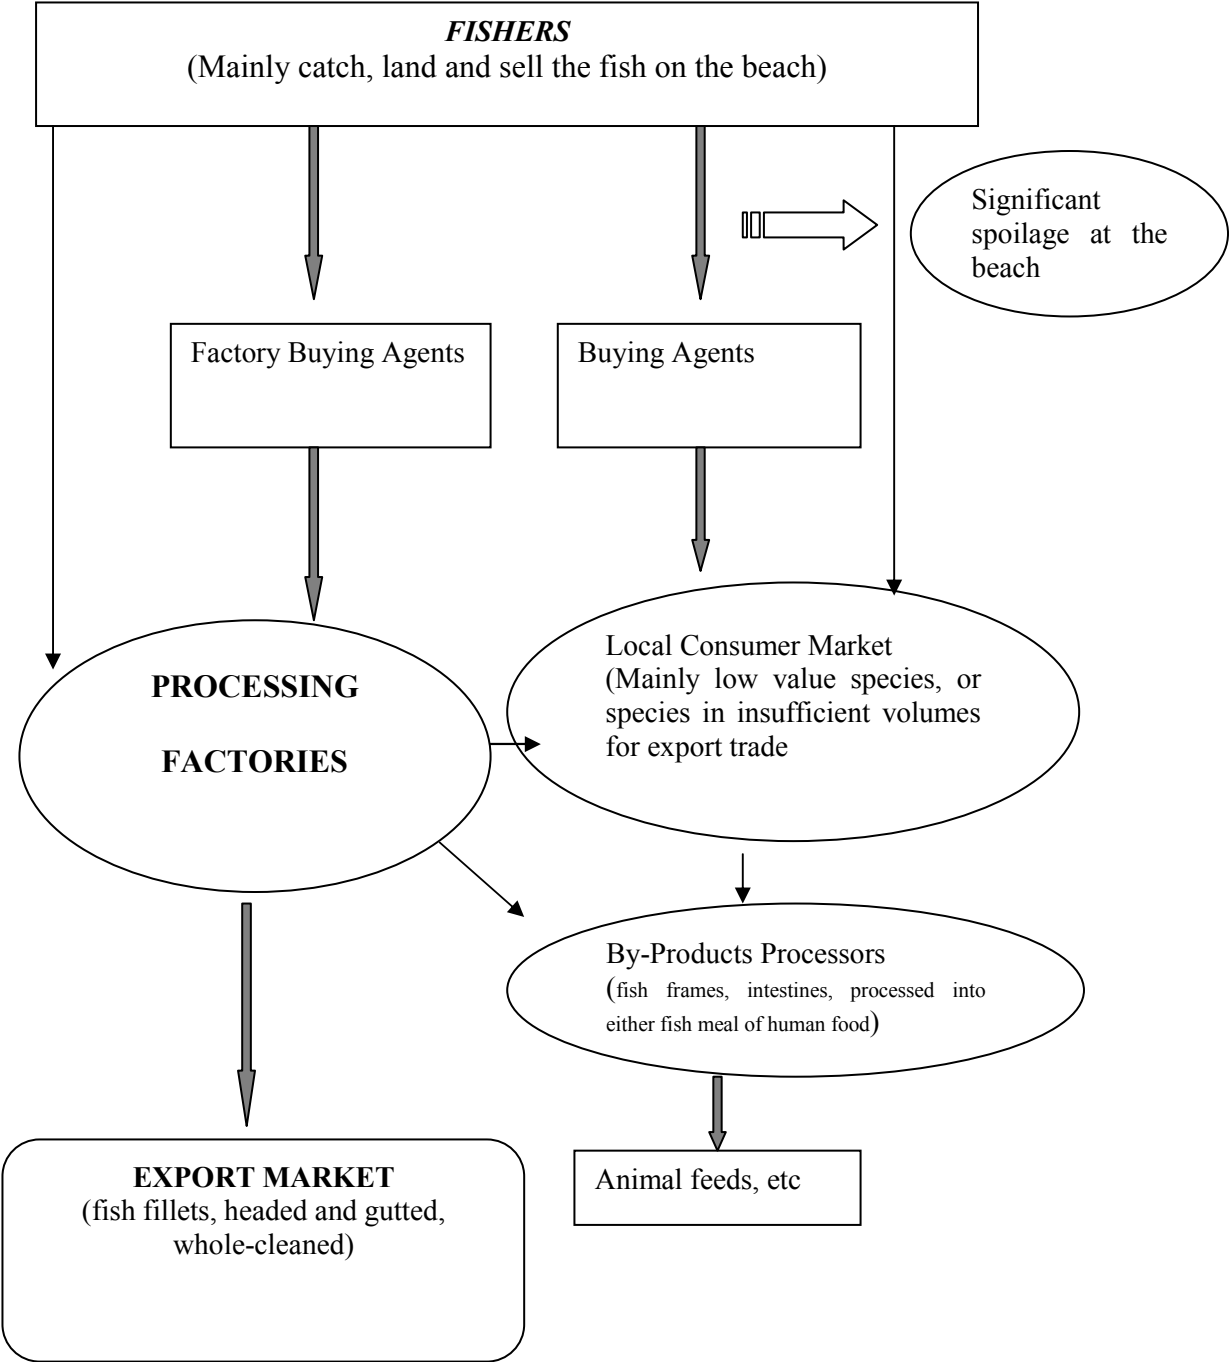 FISHERS
(Mainly catch, land and sell the fish on the beach)
Significant
spoilage at the
beach
Factory Buying Agents
Buying Agents
Local Consumer Market
(Mainly low value species, or
species in insufficient volumes
for export trade
PROCESSING
FACTORIES
By-Products Processors
(fish frames, intestines, processed into
either fish meal of human food)
EXPORT MARKET
(fish fillets, headed and gutted,
whole-cleaned)
Animal feeds, etc